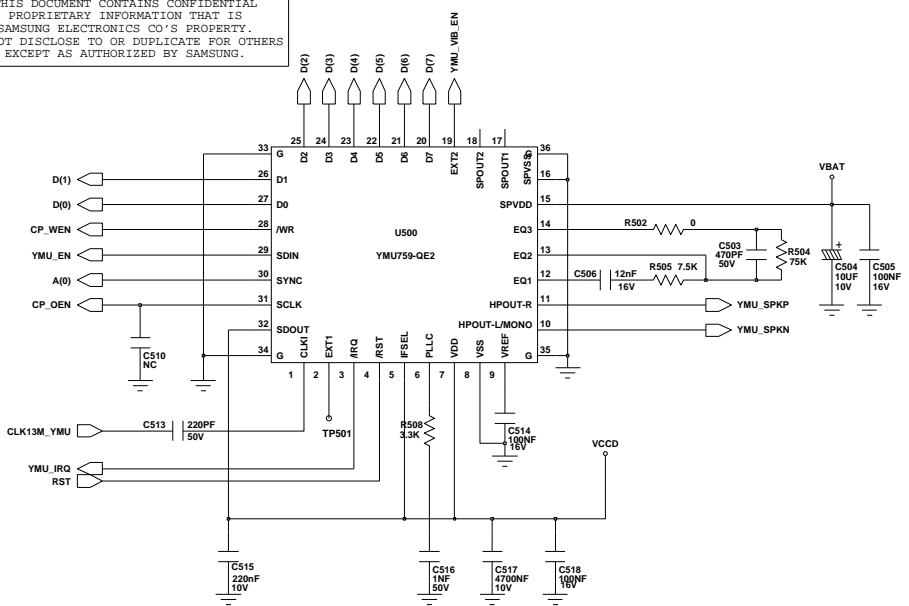 THIS DOCUMENT CONTAINS CONFIDENTIAL
PROPRIETARY INFORMATION THAT IS
SAMSUNG ELECTRONICS CO'S PROPERTY.
NOT DISCLOSE TO OR DUPLICATE FOR OTHERS
EXCEPT AS AUTHORIZED BY SAMSUNG.
D(2)
D(3)
D(4)
D(5)
D(6)
D(7)
YMU_VIB_EN
25 24 23 22 21 20 19 18 17
D2
D3
D4
D5
D6
D7
EXT2
SPOUT2
SPOUT1
SPVSS
33 G
G 36
16
D(1) 26 D1
D(0) 27 D0
CP_WEN 28 /WR
YMU_EN 29 SDIN
A(0) 30 SYNC
CP_OEN 31 SCLK
32 SDOUT
34 G
U500
YMU759-QE2
SPVDD 15
EQ3 14
EQ2 13
EQ1 12
HPOUT-R 11
HPOUT-L/MONO 10
G 35
R502 0
C503
470PF
50V
R504
75K
C506 12nF
16V
R505 7.5K
VBAT
+
C504
10UF
10V
C505
100NF
16V
YMU_SPKP
YMU_SPKN
C510
NC
CLKI
EXT1
/IRQ
/RST
IFSEL
PLLC
VDD
VSS
VREF
1 2 3 4 5 6 7 8 9
CLK13M_YMU
C513 220PF
50V
TP501
R508
3.3K
C514
100NF
16V
VCCD
YMU_IRQ
RST
C515
220nF
10V
C516
1NF
50V
C517
4700NF
10V
C518
100NF
16V